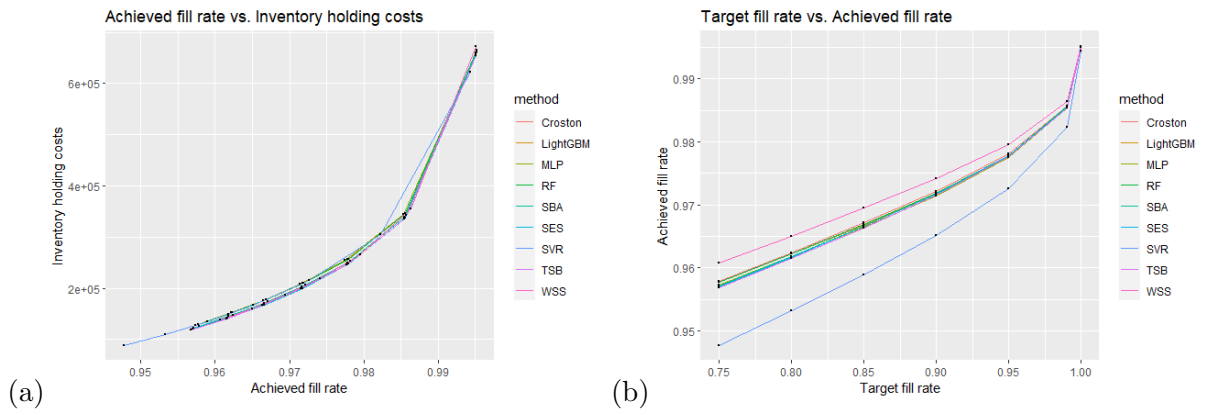 Achieved fill rate vs. Inventory holding costs
Inventory holding costs
6e+05
4e+05
2e+05
0.95 0.96 0.97 0.98 0.99
Achieved fill rate
method
Croston
LightGBM
MLP
RF
SBA
SES
SVR
TSB
WSS
(a)
Target fill rate vs. Achieved fill rate
Achieved fill rate
0.99
0.98
0.97
0.96
0.95
0.75 0.80 0.85 0.90 0.95 1.00
Target fill rate
method
Croston
LightGBM
MLP
RF
SBA
SES
SVR
TSB
WSS
(b)